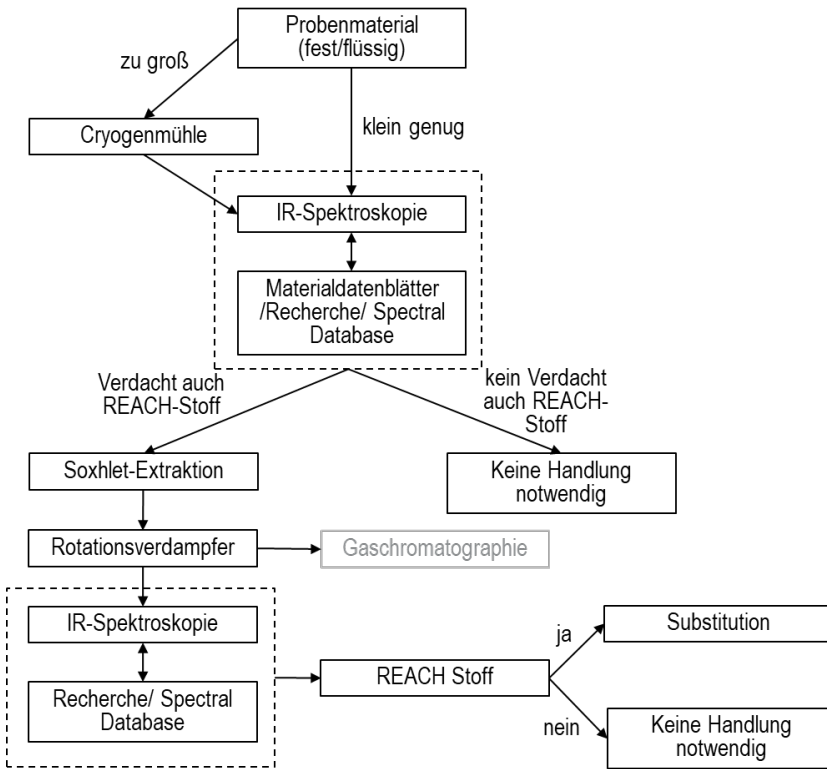 Probenmaterial
(fest/flüssig)
zu groß
klein genug
Cryogenmühle
IR-Spektroskopie
Materialdatenblätter
/Recherche/ Spectral
Database
Verdacht auch
REACH-Stoff
kein Verdacht
auch REACH-
Stoff
Soxhlet-Extraktion
Keine Handlung
notwendig
Rotationsverdampfer
Gaschromatographie
IR-Spektroskopie
Recherche/ Spectral
Database
REACH Stoff
ja
Substitution
nein
Keine Handlung
notwendig